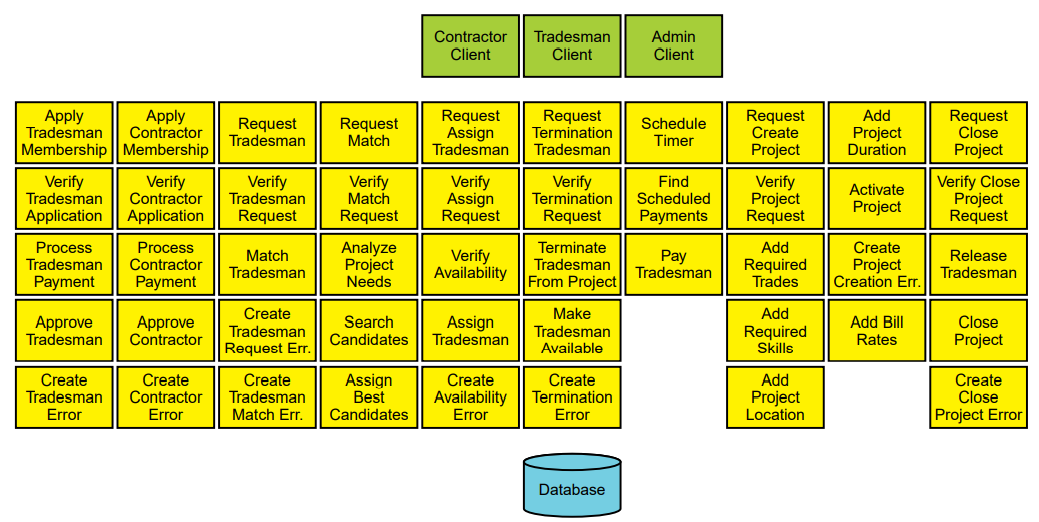 Contractor
Client
Tradesman
Client
Admin
Client
Apply
Tradesman
Membership
Apply
Contractor
Membership
Request
Tradesman
Request
Match
Request
Assign
Tradesman
Request
Termination
Tradesman
Schedule
Timer
Request
Create
Project
Add
Project
Duration
Request
Close
Project
Verify
Tradesman
Application
Verify
Contractor
Application
Verify
Tradesman
Request
Verify
Match
Request
Verify
Assign
Request
Verify
Termination
Request
Find
Scheduled
Payments
Verify
Project
Request
Activate
Project
Verify Close
Project
Request
Process
Tradesman
Payment
Process
Contractor
Payment
Match
Tradesman
Analyze
Project
Needs
Verify
Availability
Terminate
Tradesman
From Project
Pay
Tradesman
Add
Required
Trades
Create
Project
Creation Err.
Release
Tradesman
Approve
Tradesman
Approve
Contractor
Create
Tradesman
Request Err.
Search
Candidates
Assign
Tradesman
Make
Tradesman
Available
Add
Required
Skills
Add Bill
Rates
Close
Project
Create
Tradesman
Error
Create
Contractor
Error
Create
Tradesman
Match Err.
Assign
Best
Candidates
Create
Availability
Error
Create
Termination
Error
Add
Project
Location
Create
Close
Project Error
Database